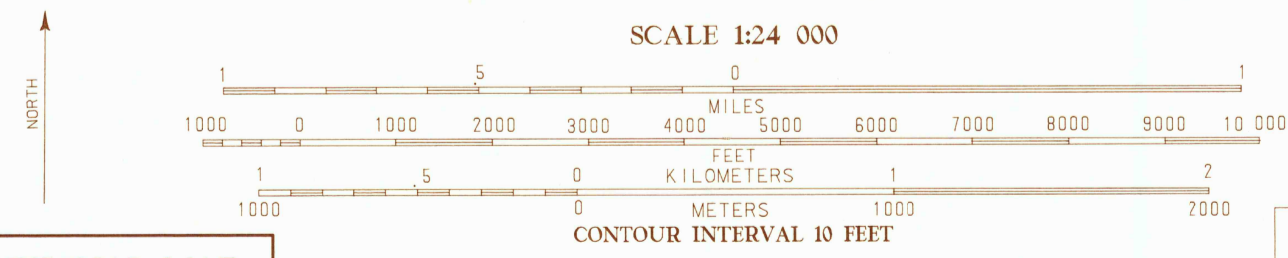 SCALE 1:24 000
NORTH
1 .5 0 1
MILES
1000 0 1000 2000 3000 4000 5000 6000 7000 8000 9000 10 000
FEET
KILOMETERS
1 .5 0 1 2
1000 0 METERS 1000 2000
CONTOUR INTERVAL 10 FEET